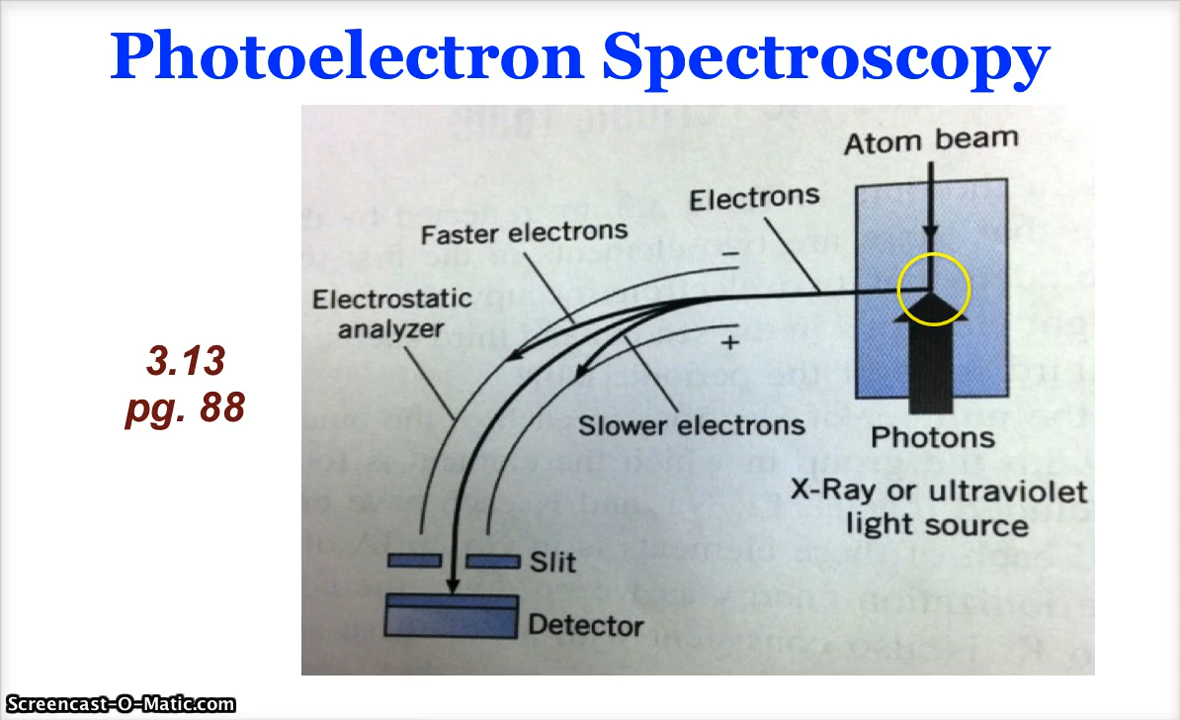 Photoelectron Spectroscopy
Atom beam
Electrons
Faster electrons
−
Electrostatic
analyzer
+
3.13
pg. 88
Slower electrons
Photons
X-Ray or ultraviolet
light source
Slit
Detector
Screencast-O-Matic.com